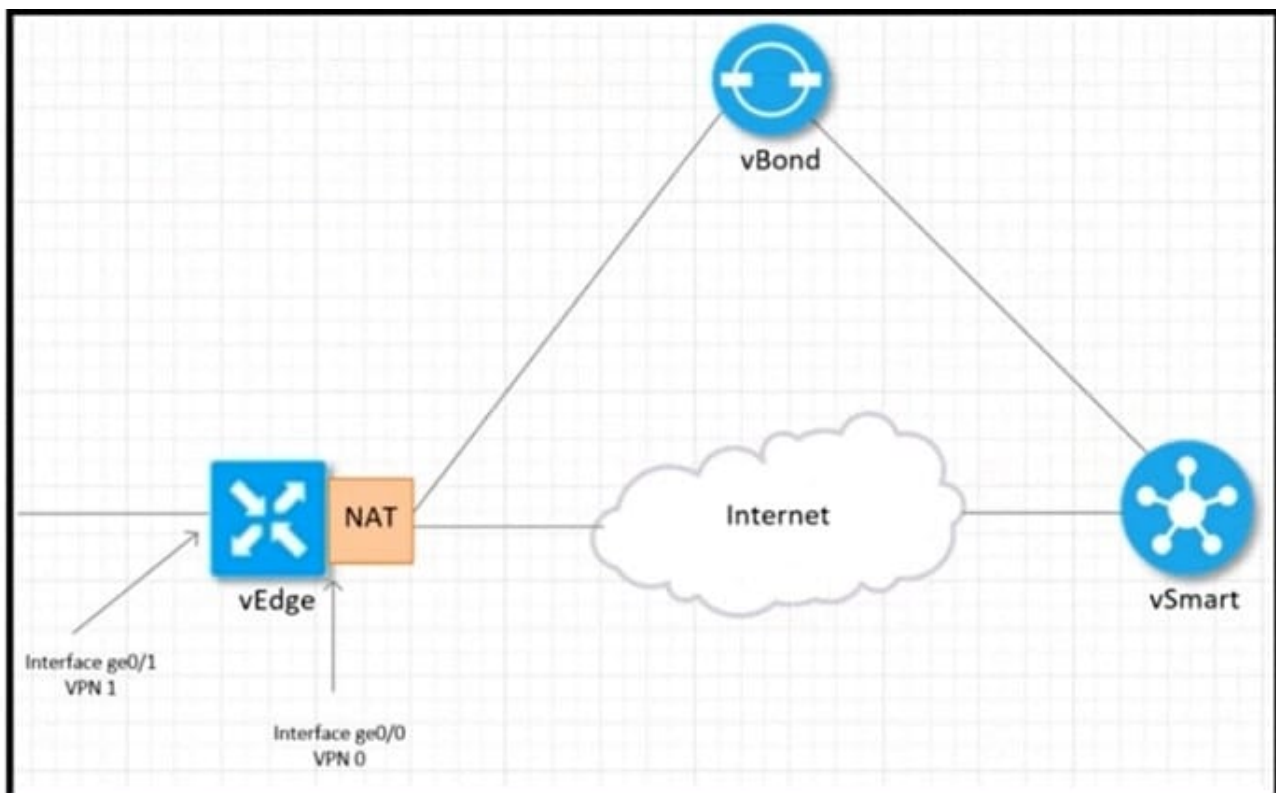 vBond
NAT
Internet
vEdge
vSmart
Interface ge0/1
VPN 1
Interface ge0/0
VPN 0